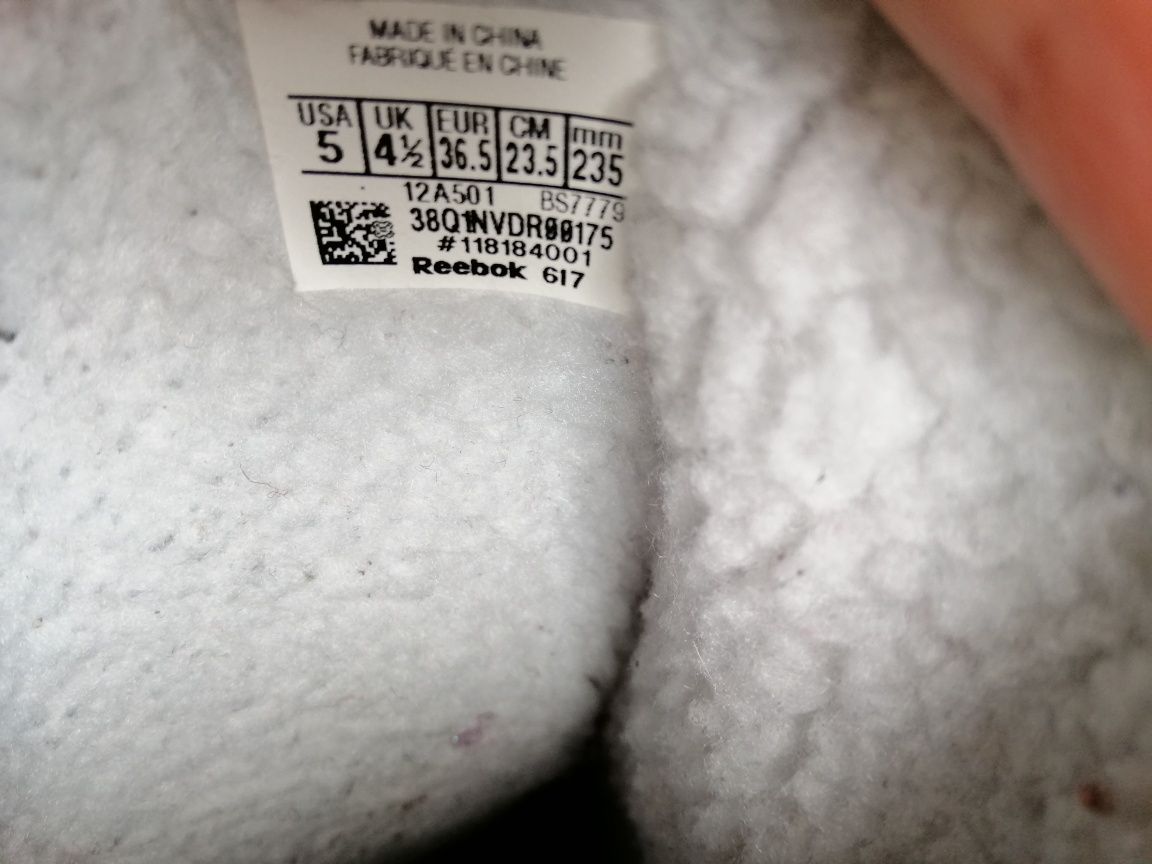 MADE IN CHINA
FABRIQUÉ EN CHINE
USA UK EUR CM mm
5 4½ 36.5 23.5 235
12A501 BS7779
38Q1NVDR00175
#118184001
Reebok 617